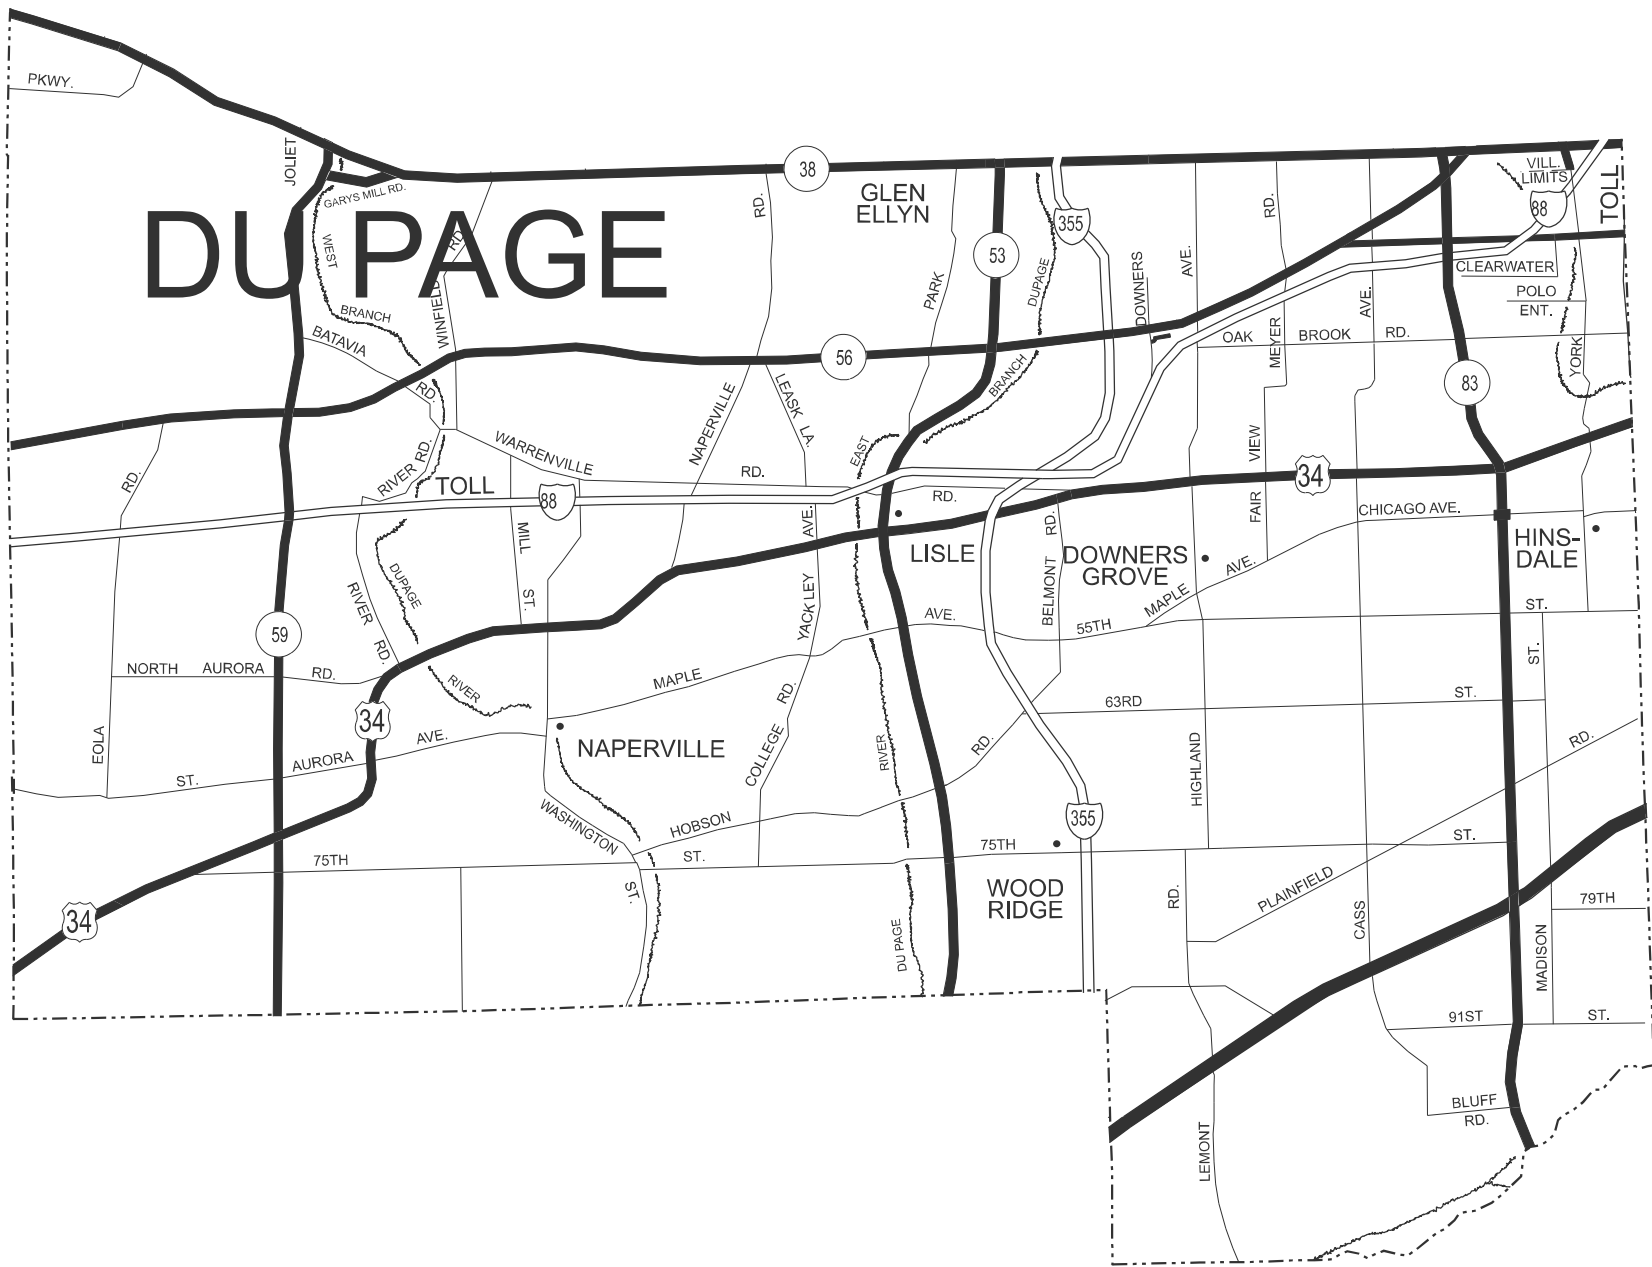 PKWY.
JOLIET
38
VILL.
LIMITS
TOLL
GARYS MILL RD.
RD.
GLEN
ELLYN
RD.
88
355
DU PAGE
WEST
RD.
53
DUPAGE
DOWNERS
AVE.
CLEARWATER
POLO
ENT.
PARK
WINFIELD
BRANCH
AVE.
BATAVIA
56
OAK
BROOK
RD.
MEYER
YORK
RD.
LEASK
LA.
NAPERVILLE
BRANCH
83
WARRENVILLE
RD.
EAST
VIEW
FAIR
34
RD.
RIVER
RD.
TOLL
88
RD.
CHICAGO AVE.
MILL
ST.
AVE.
YACKLEY
RD.
BELMONT
LISLE
DOWNERS
GROVE
AVE.
MAPLE
HINS-
DALE
DUPAGE
RIVER
RD.
59
AVE.
55TH
ST.
ST.
NORTH
AURORA
RD.
RIVER
MAPLE
RD.
COLLEGE
63RD
ST.
34
EOLA
AVE.
AURORA
ST.
NAPERVILLE
RIVER
RD.
HIGHLAND
RD.
WASHINGTON
HOBSON
355
75TH
ST.
75TH
ST.
ST.
WOOD
RIDGE
RD.
PLAINFIELD
CASS
79TH
34
DU PAGE
MADISON
91ST
ST.
BLUFF
RD.
LEMONT